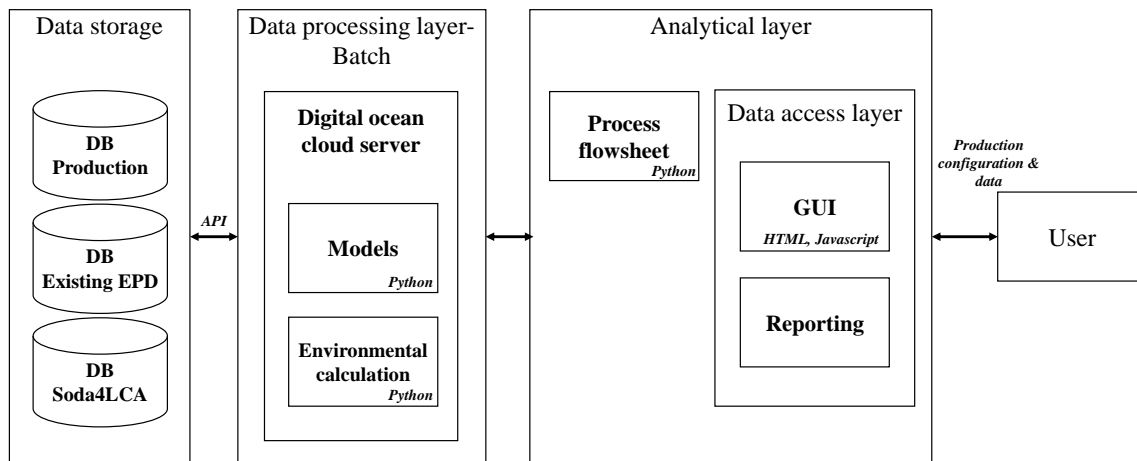 Data storage
DB
Production
DB
Existing EPD
DB
Soda4LCA
API
Data processing layer-
Batch
Digital ocean
cloud server
Models
Python
Environmental
calculation
Python
Analytical layer
Process
flowsheet
Python
Data access layer
GUI
HTML, Javascript
Reporting
Production
configuration &
data
User